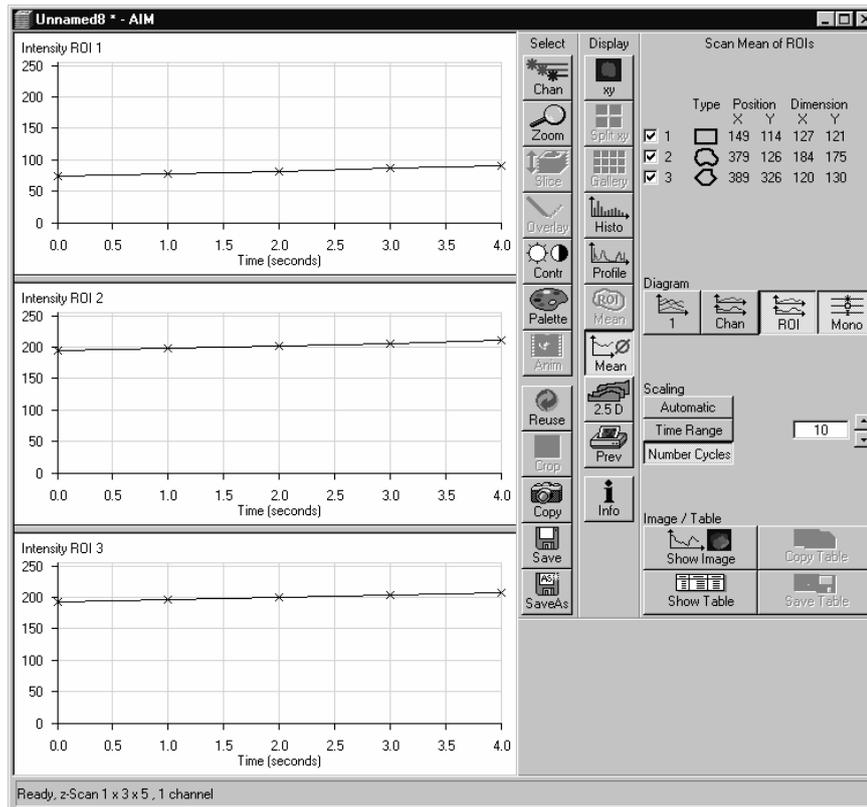 Unnamed8 * - AIM
Intensity ROI 1
250
200
150
100
50
0
0.0 0.5 1.0 1.5 2.0 2.5 3.0 3.5 4.0
Time (seconds)
Intensity ROI 2
250
200
150
100
50
0
0.0 0.5 1.0 1.5 2.0 2.5 3.0 3.5 4.0
Time (seconds)
Intensity ROI 3
250
200
150
100
50
0
0.0 0.5 1.0 1.5 2.0 2.5 3.0 3.5 4.0
Time (seconds)
Select
Chan
Zoom
Slice
Overlay
Contr
Palette
Anim
Reuse
Crop
Copy
Save
AS
SaveAs
Display
xy
Split xy
Gallery
Histo
Profile
ROI
Mean
Mean
2.5 D
Prev
Info
Scan Mean of ROIs
Type Position Dimension
X Y X Y
1 149 114 127 121
2 379 126 184 175
3 389 326 120 130
Diagram
1 Chan ROI Mono
Scaling
Automatic
Time Range 10
Number Cycles
Image / Table
Show Image Copy Table
Show Table Save Table
Ready, z-Scan 1 x 3 x 5 , 1 channel